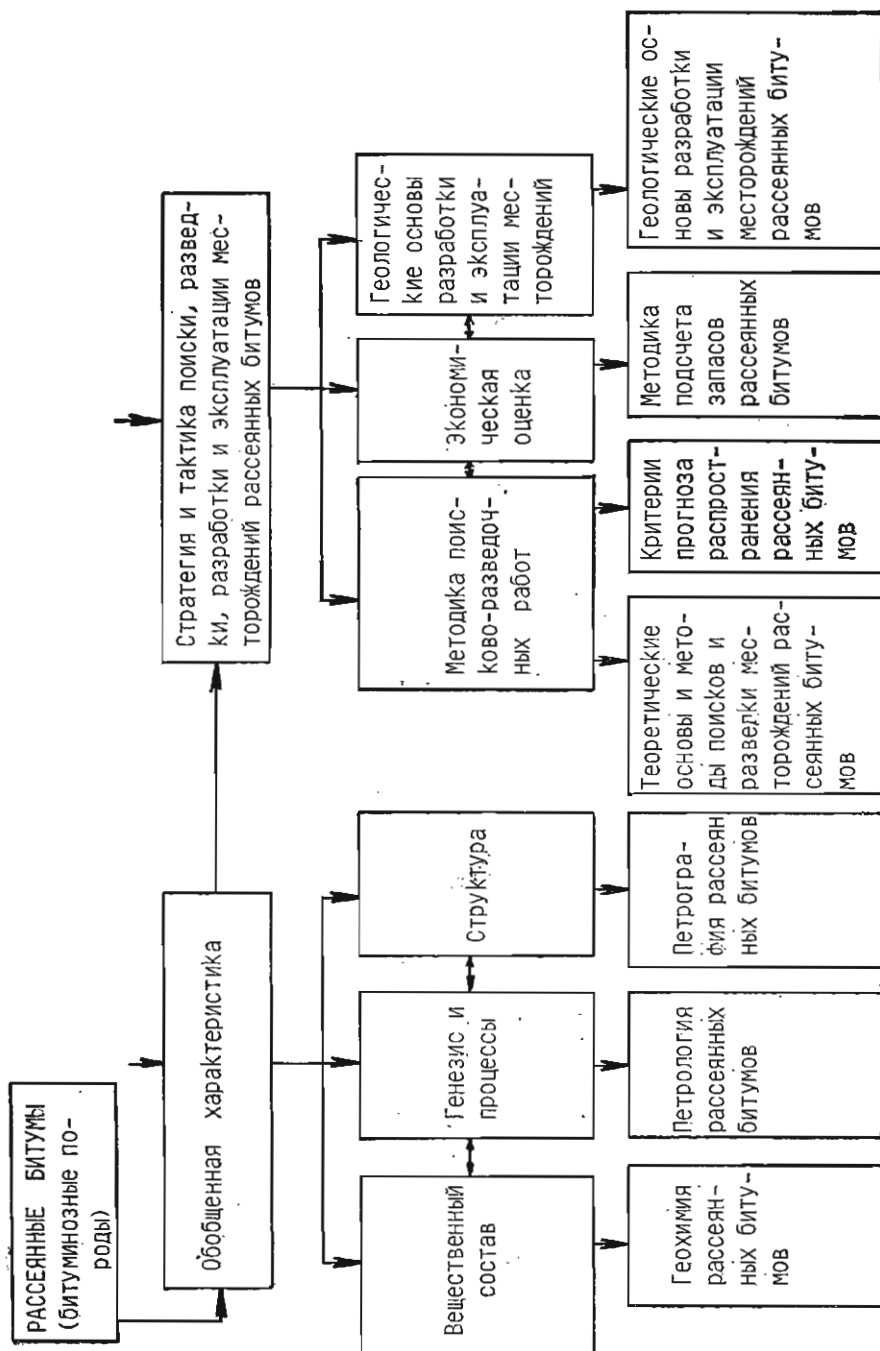 РАССЕЯННЫЕ БИТУМЫ
(битуминозные по-
роды)
Обобщенная характеристика
Стратегия и тактика поиски, развед-
ки, разработки и эксплуатации мес-
торождений рассеянных битумов
Вещественный
состав
Генезис и
процессы
Структура
Методика поис-
ково-разведоч-
ных работ
Экономи-
ческая
оценка
Геологичес-
кие основы
разработки
и эксплуа-
тации мес-
торождений
Геохимия
рассеян-
ных биту-
мов
Петрология
рассеянных
битумов
Петрогра-
фия рассеян
ных битумов
Теоретические
основы и мето-
ды поисков и
разведки мес-
торождений рас-
сеянных биту-
мов
Критерии
прогноза
распрост-
ранения
рассеян-
ных биту-
мов
Методика
подсчета
запасов
рассеянных
битумов
Геологические ос-
новы разработки
и эксплуатации
месторождений
рассеянных биту-
мов